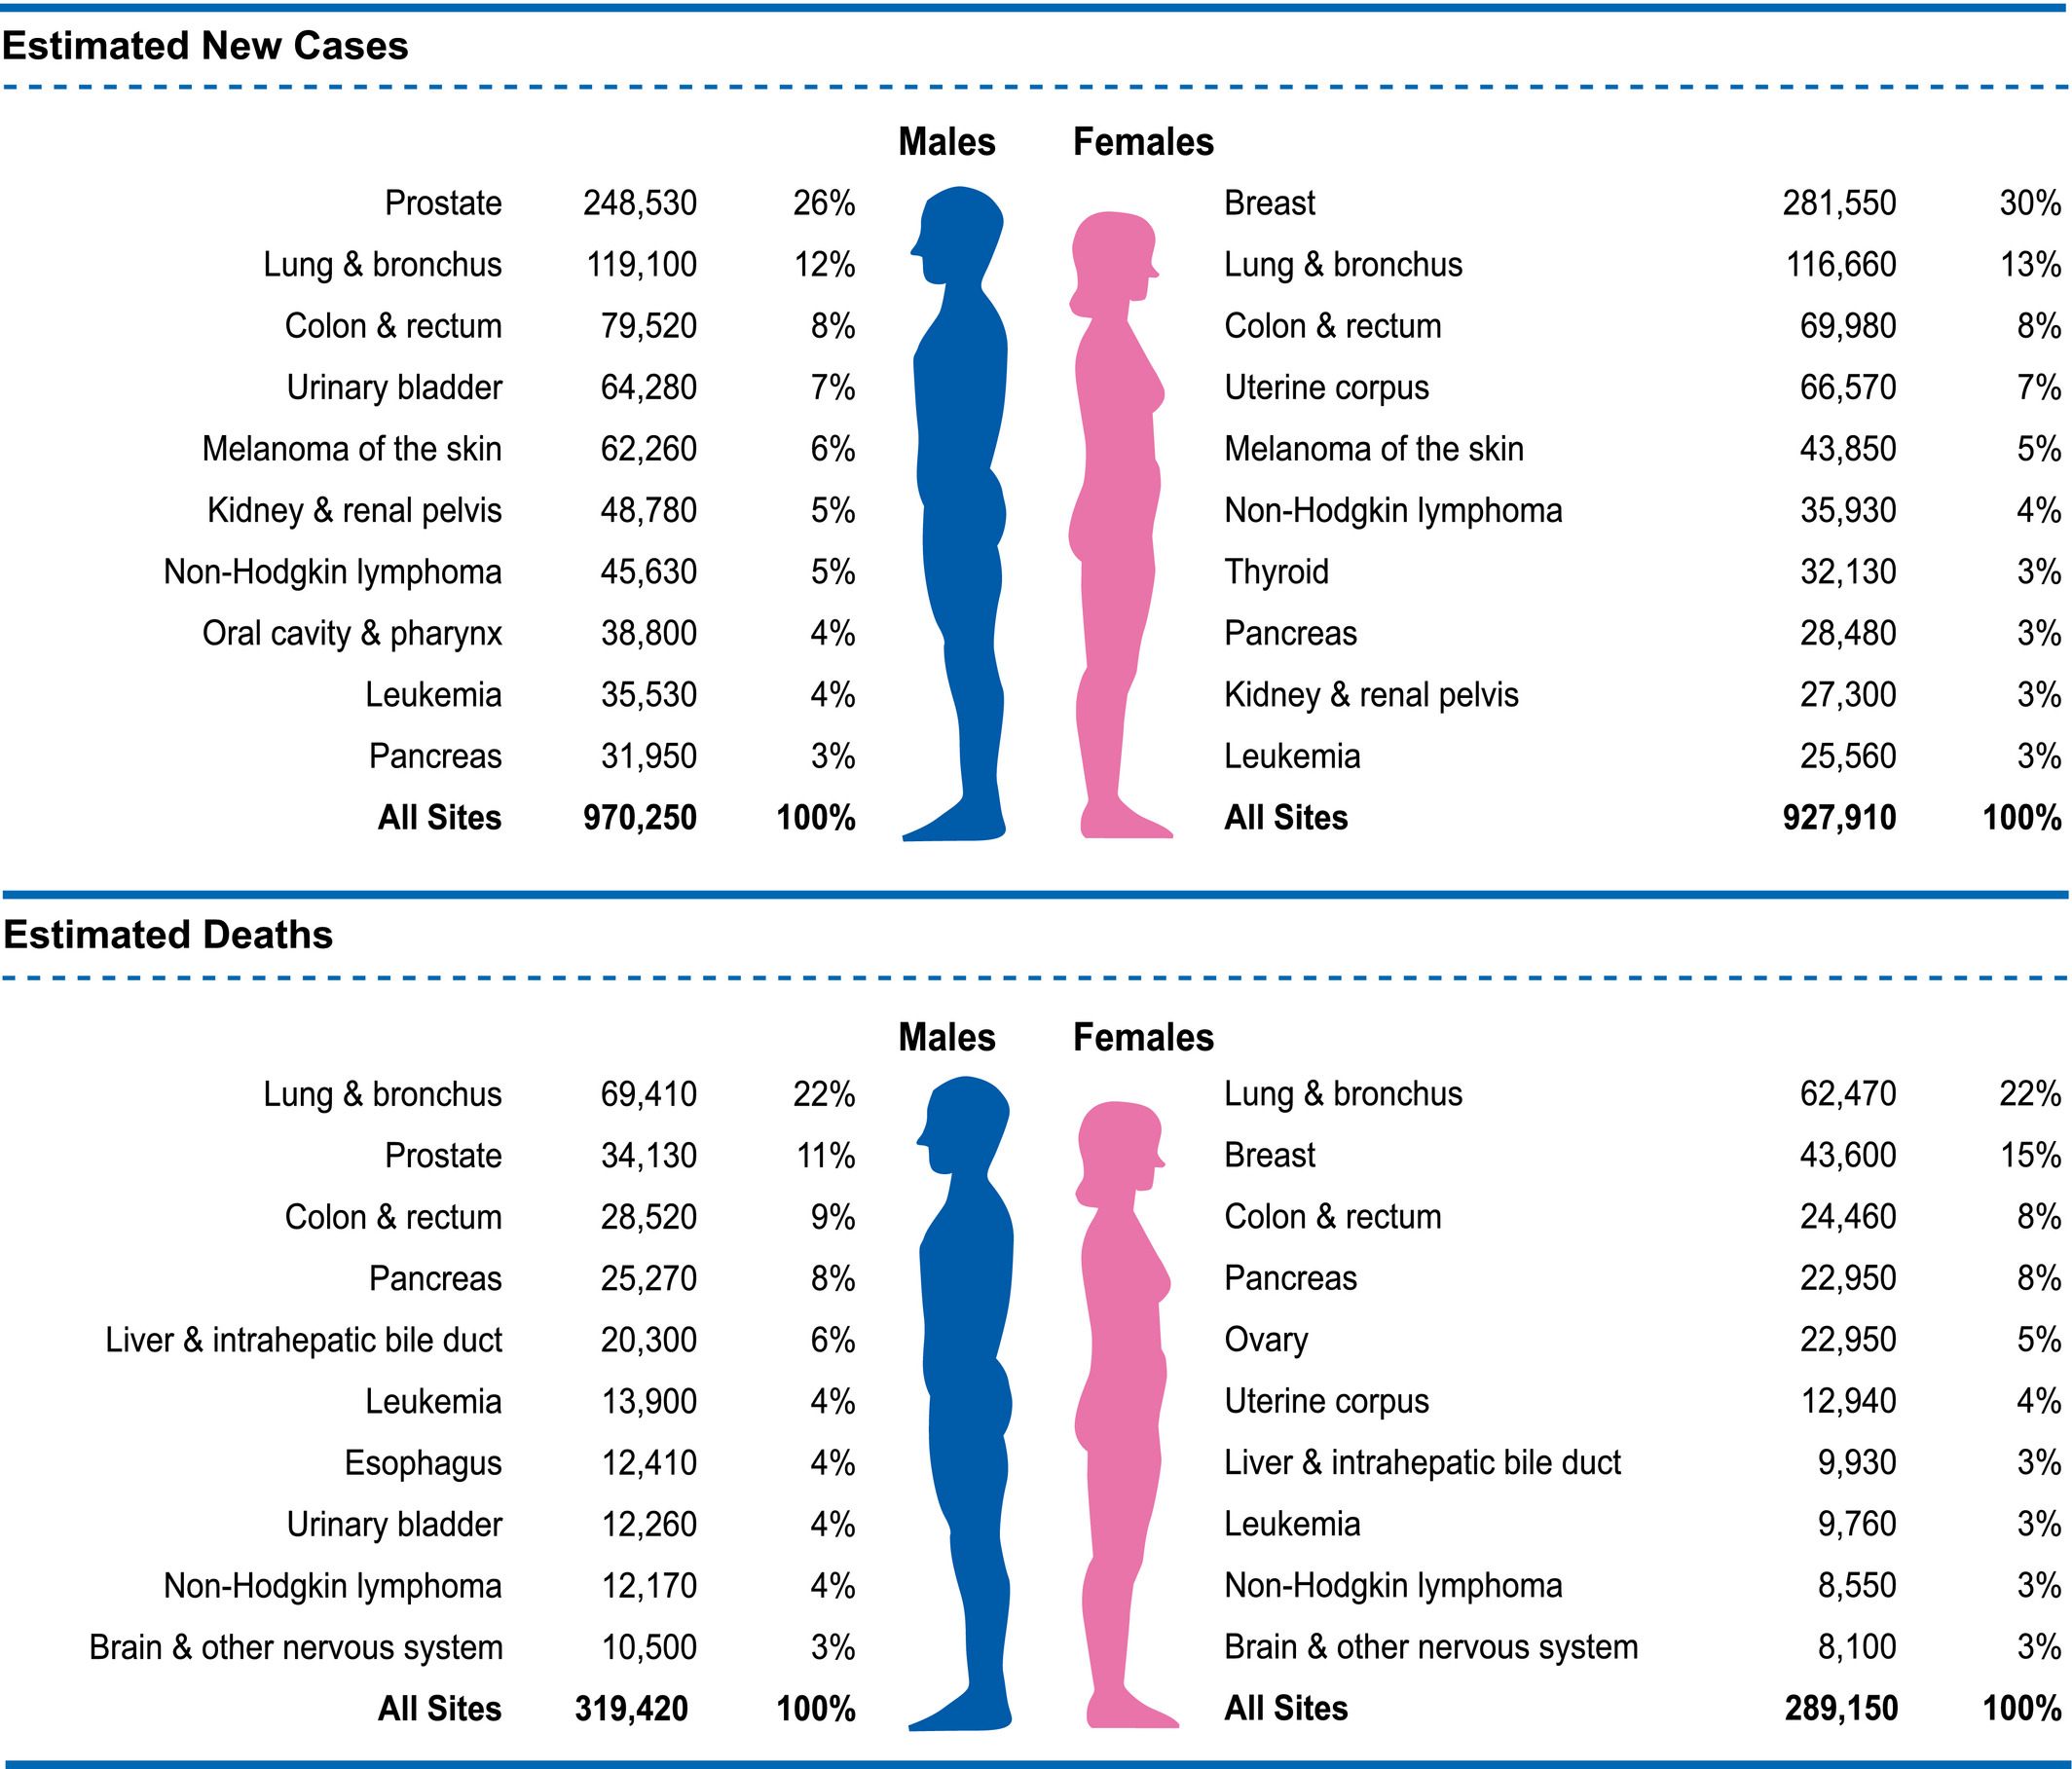 Estimated New Cases
Males Females
Prostate 248,530 26% Breast 281,550 30%
Lung & bronchus 119,100 12% Lung & bronchus 116,660 13%
Colon & rectum 79,520 8% Colon & rectum 69,980 8%
Urinary bladder 64,280 7% Uterine corpus 66,570 7%
Melanoma of the skin 62,260 6% Melanoma of the skin 43,850 5%
Kidney & renal pelvis 48,780 5% Non-Hodgkin lymphoma 35,930 4%
Non-Hodgkin lymphoma 45,630 5% Thyroid 32,130 3%
Oral cavity & pharynx 38,800 4% Pancreas 28,480 3%
Leukemia 35,530 4% Kidney & renal pelvis 27,300 3%
Pancreas 31,950 3% Leukemia 25,560 3%
All Sites 970,250 100% All Sites 927,910 100%
Estimated Deaths
Males Females
Lung & bronchus 69,410 22% Lung & bronchus 62,470 22%
Prostate 34,130 11% Breast 43,600 15%
Colon & rectum 28,520 9% Colon & rectum 24,460 8%
Pancreas 25,270 8% Pancreas 22,950 8%
Liver & intrahepatic bile duct 20,300 6% Ovary 22,950 5%
Leukemia 13,900 4% Uterine corpus 12,940 4%
Esophagus 12,410 4% Liver & intrahepatic bile duct 9,930 3%
Urinary bladder 12,260 4% Leukemia 9,760 3%
Non-Hodgkin lymphoma 12,170 4% Non-Hodgkin lymphoma 8,550 3%
Brain & other nervous system 10,500 3% Brain & other nervous system 8,100 3%
All Sites 319,420 100% All Sites 289,150 100%